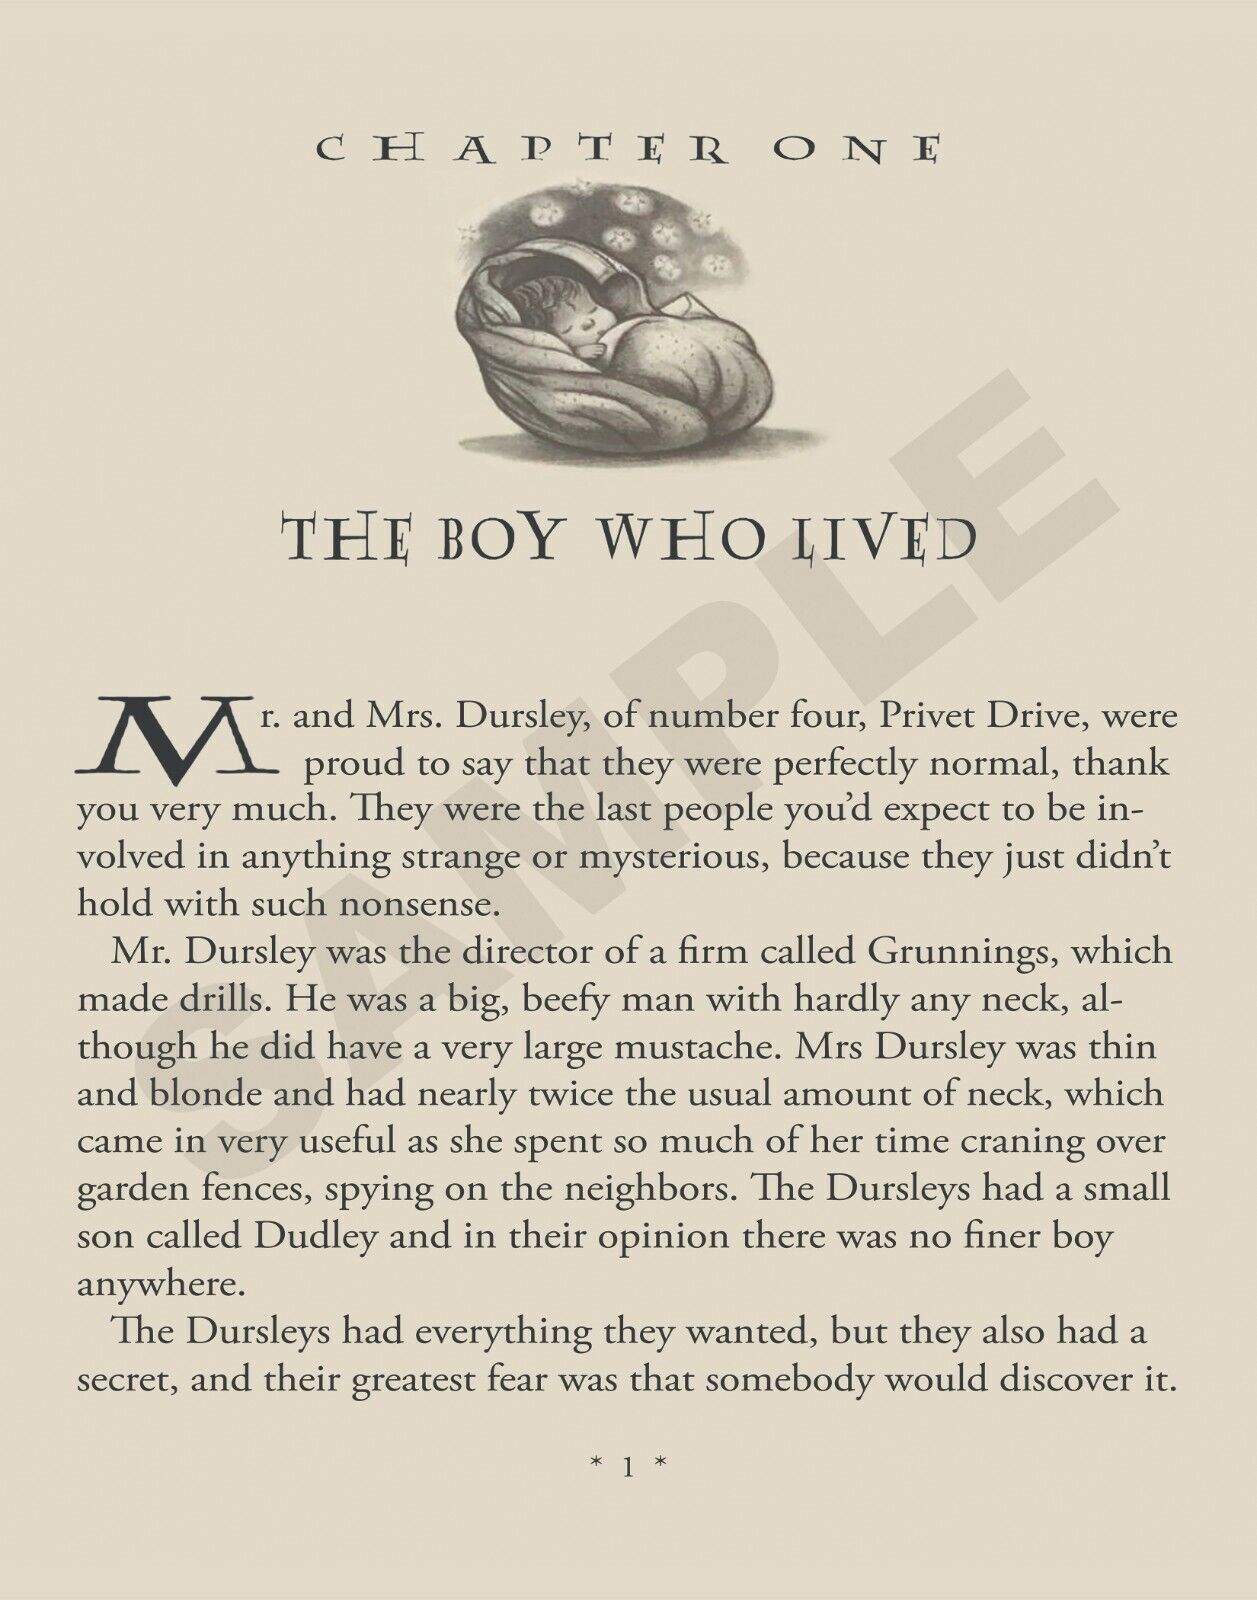 CHAPTER ONE
THE BOY WHO LIVED
Mr. and Mrs. Dursley, of number four, Privet Drive, were
proud to say that they were perfectly normal, thank
you very much. They were the last people you'd expect to be in-
volved in anything strange or mysterious, because they just didn't
hold with such nonsense.
Mr. Dursley was the director of a firm called Grunnings, which
made drills. He was a big, beefy man with hardly any neck, al-
though he did have a very large mustache. Mrs Dursley was thin
and blonde and had nearly twice the usual amount of neck, which
came in very useful as she spent so much of her time craning over
garden fences, spying on the neighbors. The Dursleys had a small
son called Dudley and in their opinion there was no finer boy
anywhere.
The Dursleys had everything they wanted, but they also had a
secret, and their greatest fear was that somebody would discover it.
* 1 *
SAMPLE